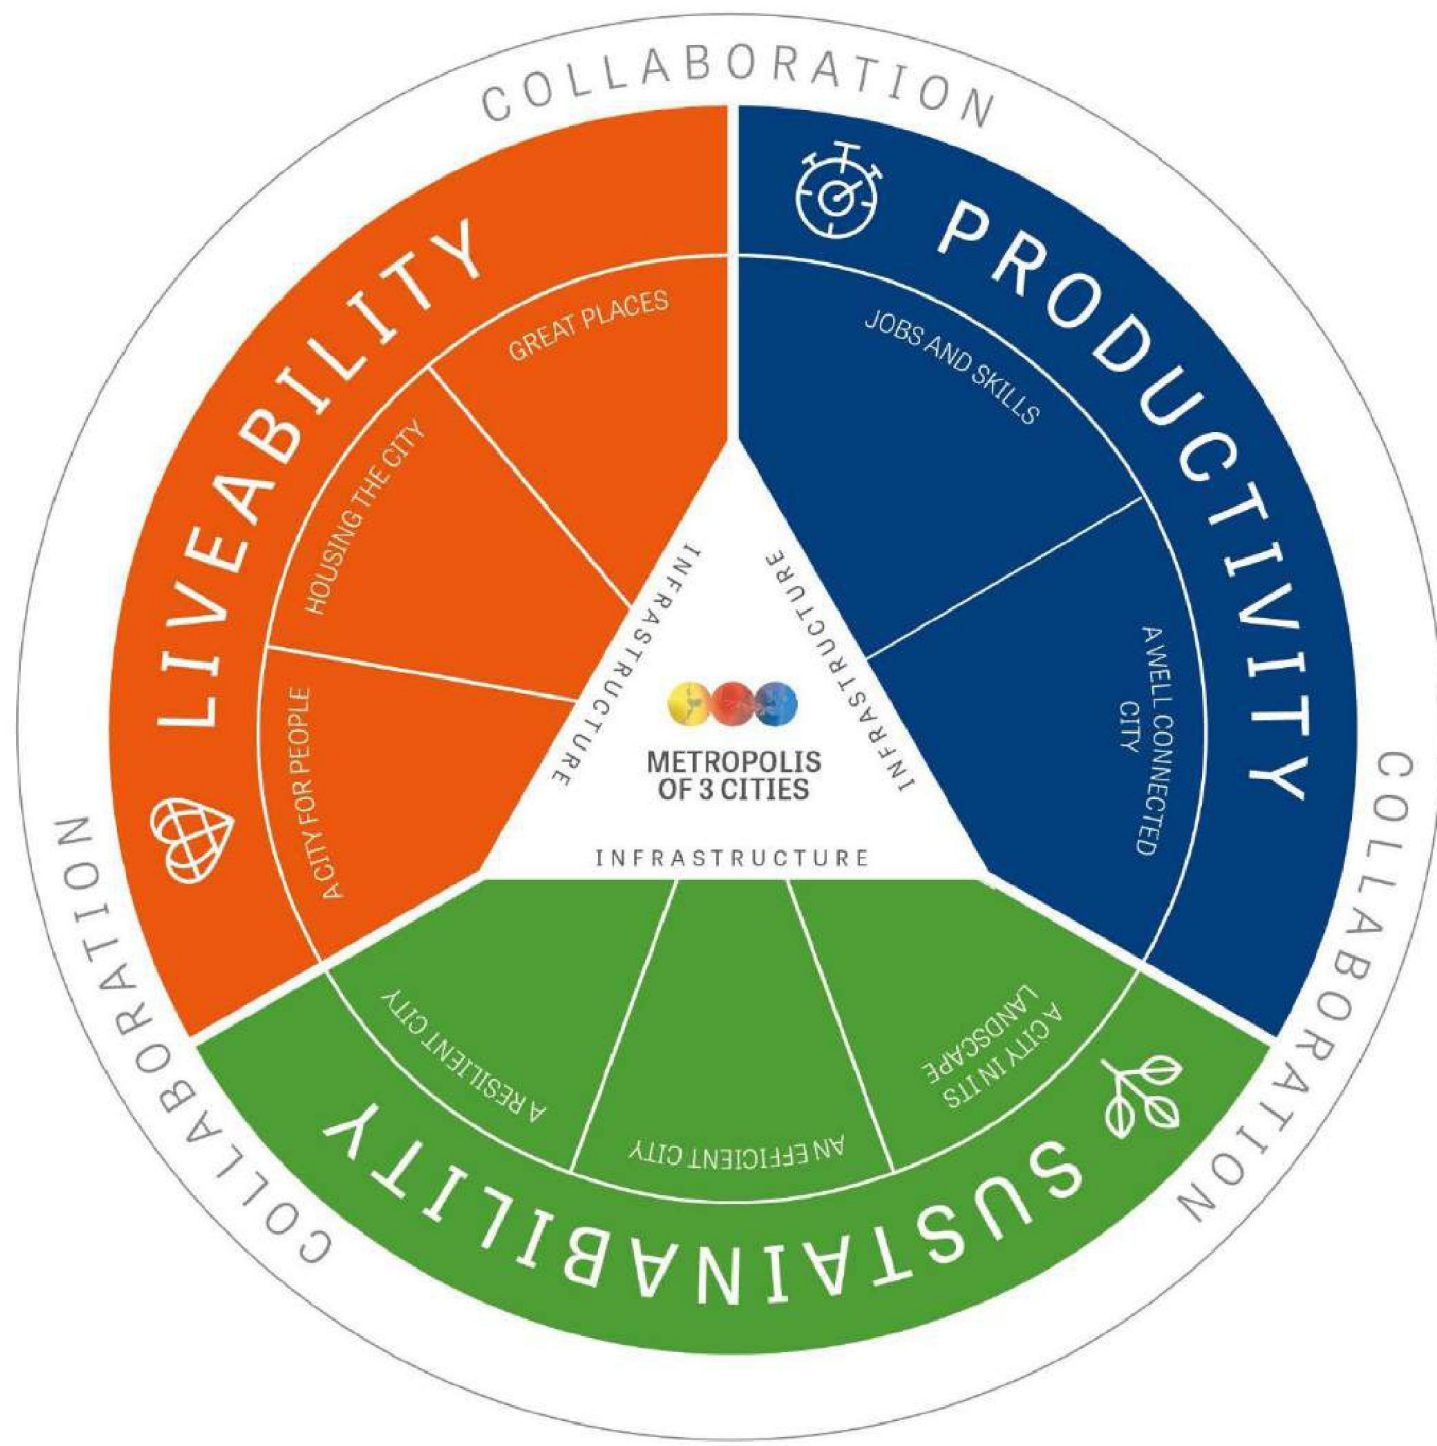 COLLABORATION
LIVEABILITY
GREAT PLACES
HOUSING THE CITY
A CITY FOR PEOPLE
PRODUCTIVITY
JOBS AND SKILLS
A WELL CONNECTED
CITY
SUSTAINABILITY
A CITY IN ITS
LANDSCAPE
AN EFFICIENT CITY
A RESILIENT CITY
INFRASTRUCTURE
INFRASTRUCTURE
INFRASTRUCTURE
METROPOLIS
OF 3 CITIES
COLLABORATION
COLLABORATION